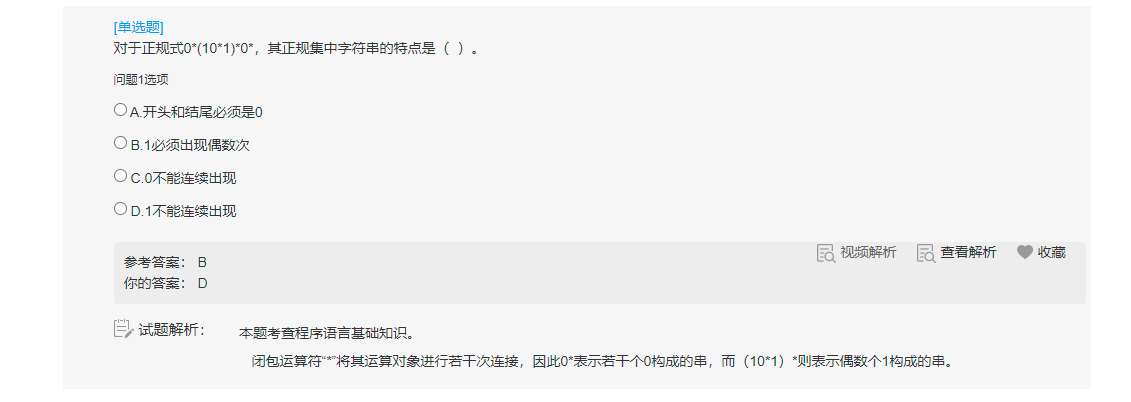 [单选题]
对于正规式0*(10*1)*0*，其正规集中字符串的特点是（ ）。
问题1选项
A.开头和结尾必须是0
B.1必须出现偶数次
C.0不能连续出现
D.1不能连续出现
视频解析 查看解析 收藏
参考答案： B
你的答案： D
试题解析： 本题考查程序语言基础知识。
闭包运算符“*”将其运算对象进行若干次连接，因此0*表示若干个0构成的串，而（10*1）*则表示偶数个1构成的串。